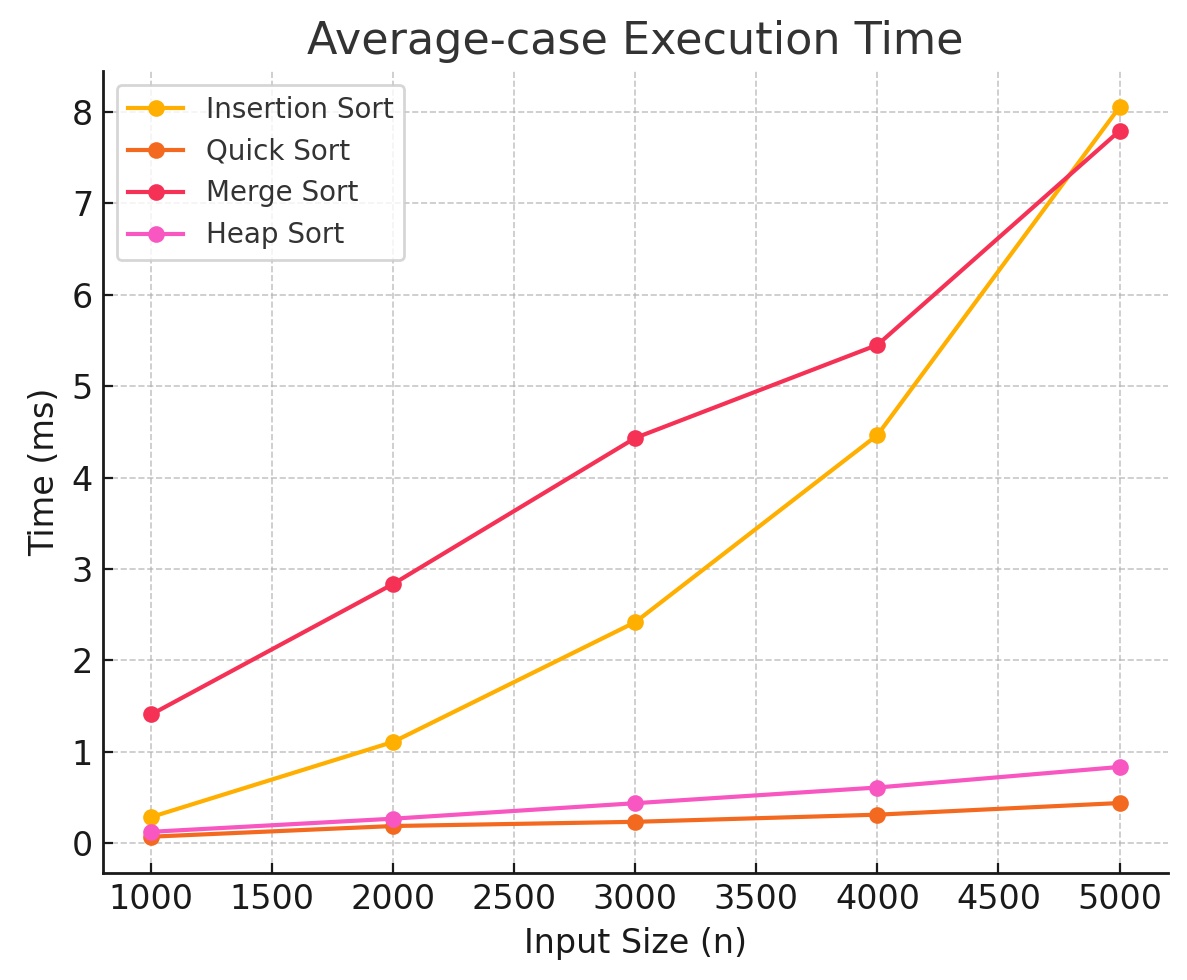 Average-case Execution Time
Insertion Sort
Quick Sort
Merge Sort
Heap Sort
Time (ms)
8
7
6
5
4
3
2
1
0
1000 1500 2000 2500 3000 3500 4000 4500 5000
Input Size (n)